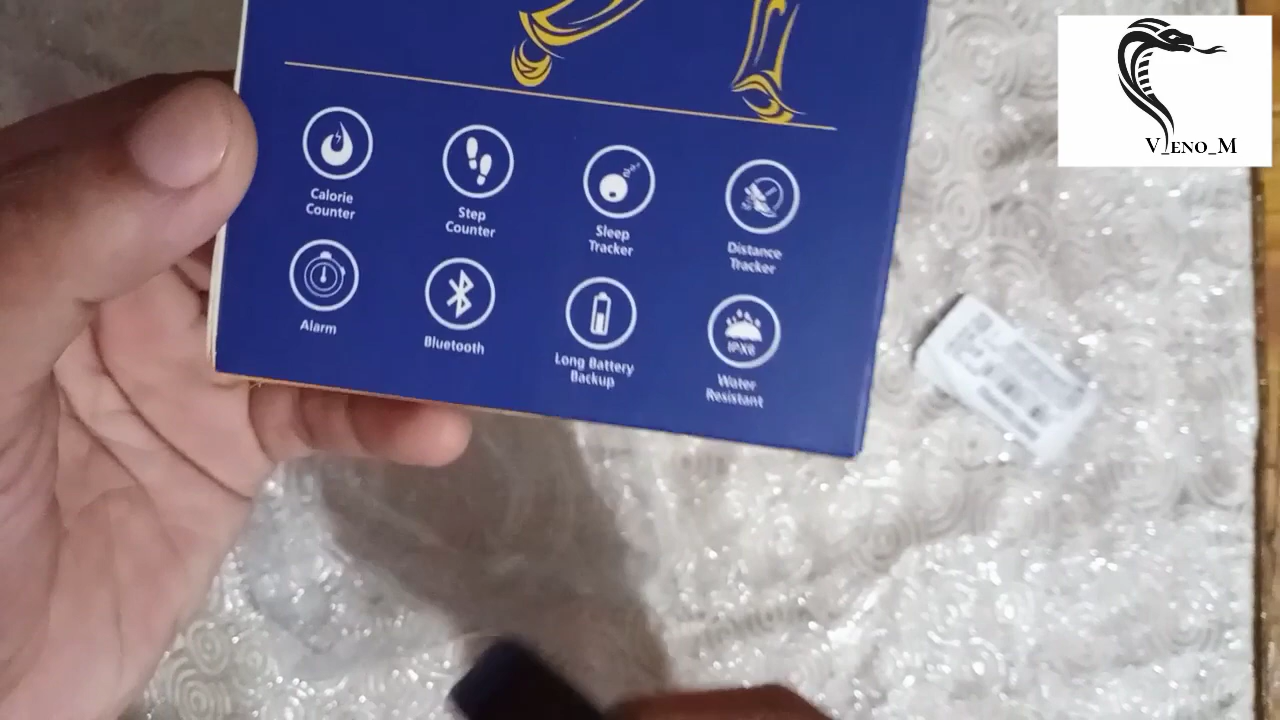 V_ENO_M
Calorie
Counter
Step
Counter
Sleep
Tracker
Distance
Tracker
Alarm
Bluetooth
Long Battery
Backup
IPX6
Water
Resistant